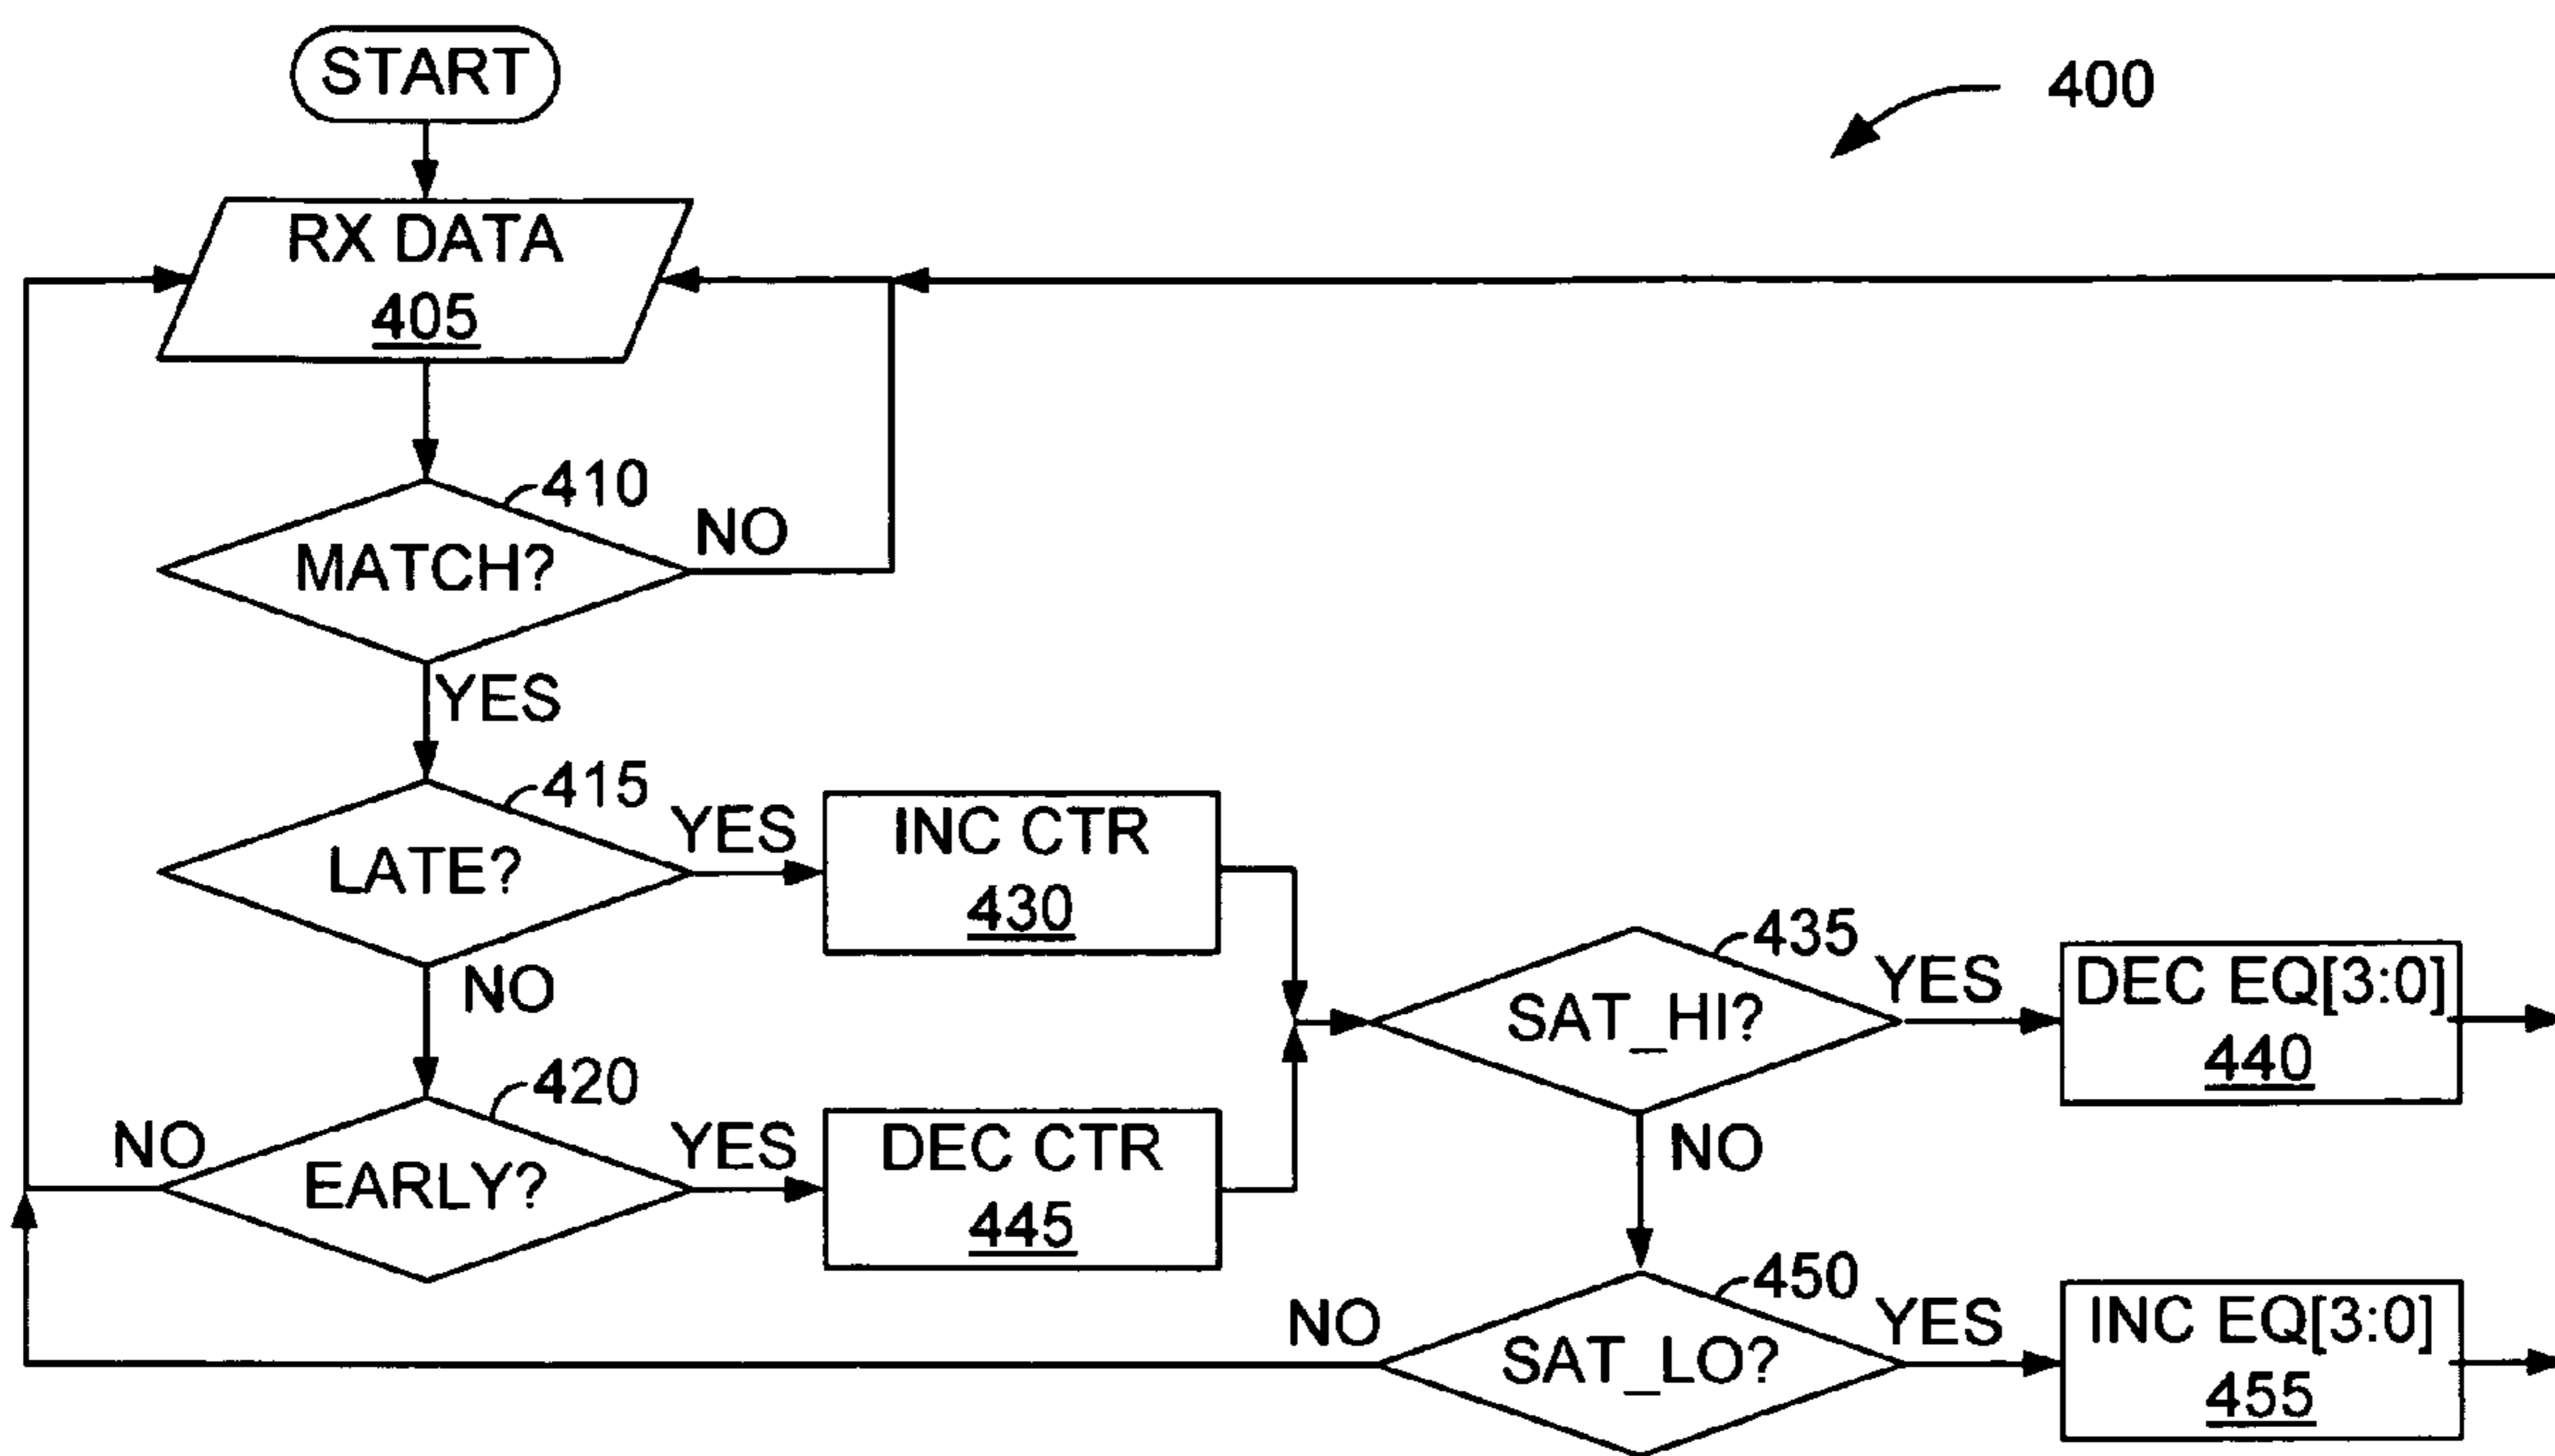 START
400
RX DATA
405
410
MATCH?
NO
YES
415
LATE?
YES
INC CTR
430
NO
435
SAT_HI?
YES
DEC EQ[3:0]
440
420
NO
EARLY?
YES
DEC CTR
445
NO
450
NO
SAT_LO?
YES
INC EQ[3:0]
455